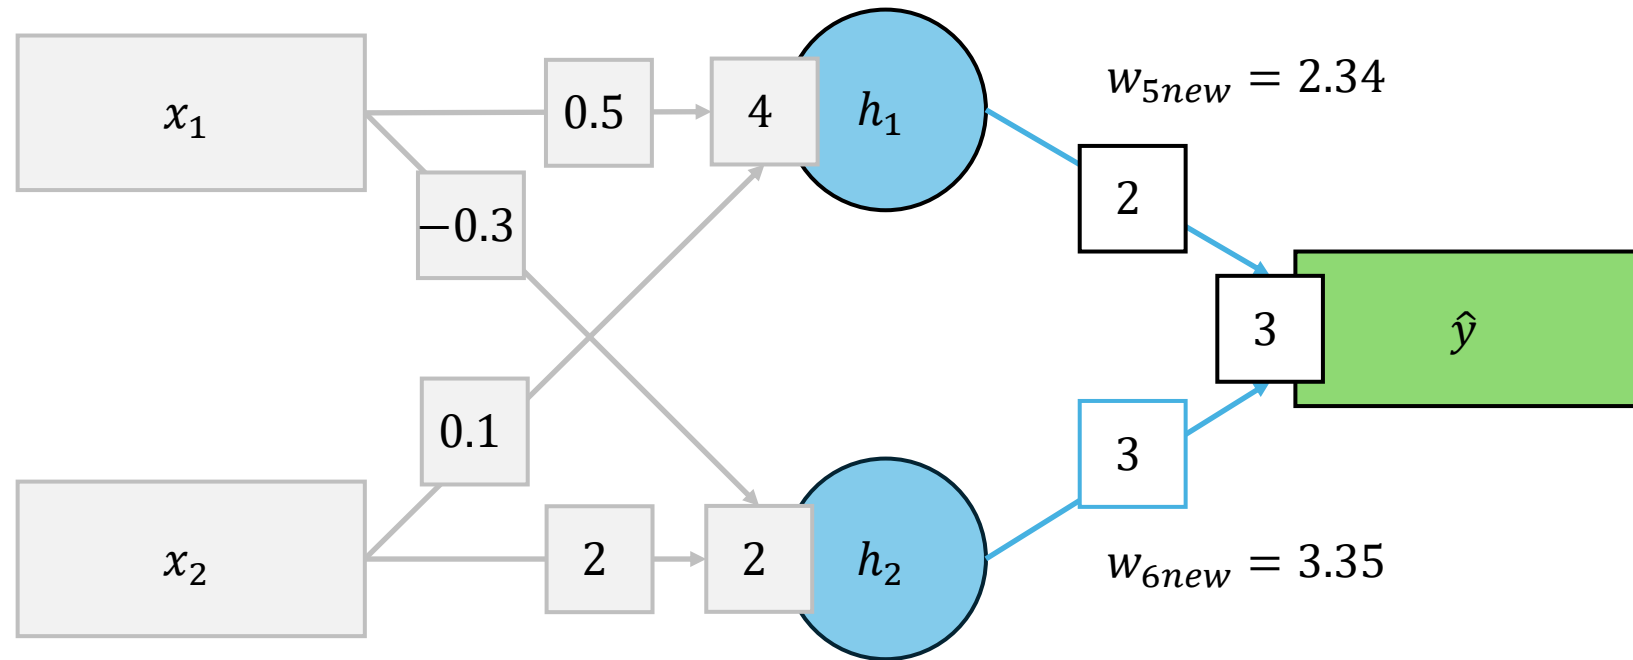 x₁
0.5
4
h₁
w₅ₙₑw = 2.34
−0.3
2
3
ŷ
0.1
3
x₂
2
2
h₂
w₆ₙₑw = 3.35